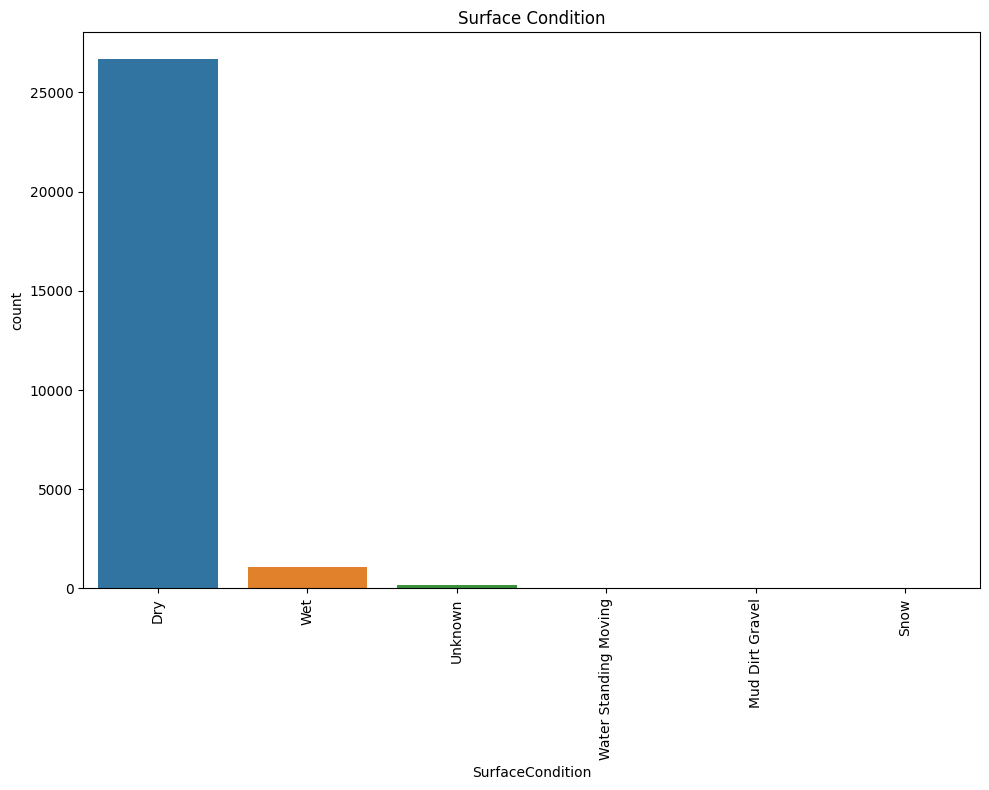 Surface Condition
count
25000
20000
15000
10000
5000
0
Dry
Wet
Unknown
Water Standing Moving
Mud Dirt Gravel
Snow
SurfaceCondition